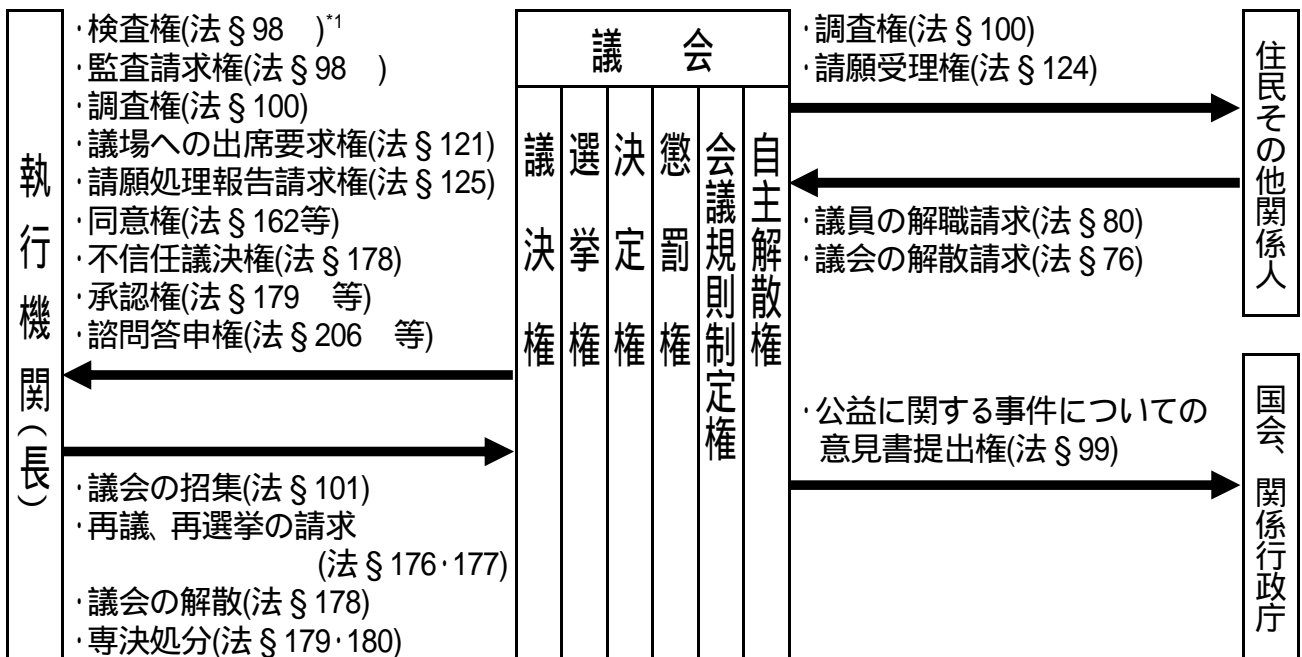 執行機関(長)
·検査権(法§98 )*1
·監査請求権(法§98 )
·調査権(法§100)
·議場への出席要求権(法§121)
·請願処理報告請求権(法§125)
·同意権(法§162等)
·不信任議決権(法§178)
·承認権(法§179 等)
·諮問答申権(法§206 等)
·議会の招集(法§101)
·再議、再選挙の請求
(法§176·177)
·議会の解散(法§178)
·専決処分(法§179·180)
議会
議決権
選挙権
決定権
懲罰権
会議規則制定権
自主解散権
·調査権(法§100)
·請願受理権(法§124)
·議員の解職請求(法§80)
·議会の解散請求(法§76)
住民その他関係人
·公益に関する事件についての
意見書提出権(法§99)
国会、関係行政庁